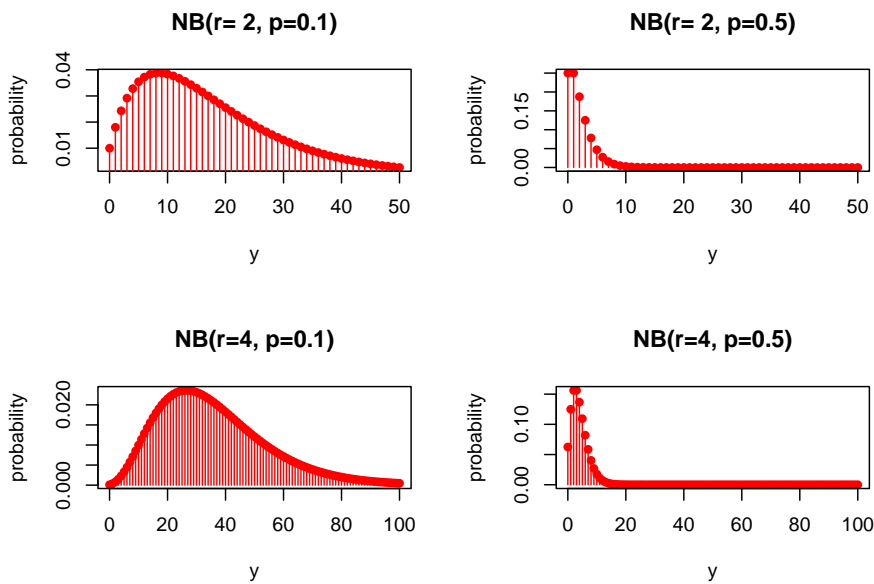 NB(r= 2, p=0.1)
probability
0.01
0.04
0 10 20 30 40 50
y
NB(r= 2, p=0.5)
probability
0.00
0.15
0 10 20 30 40 50
y
NB(r=4, p=0.1)
probability
0.000
0.020
0 20 40 60 80 100
y
NB(r=4, p=0.5)
probability
0.00
0.10
0 20 40 60 80 100
y